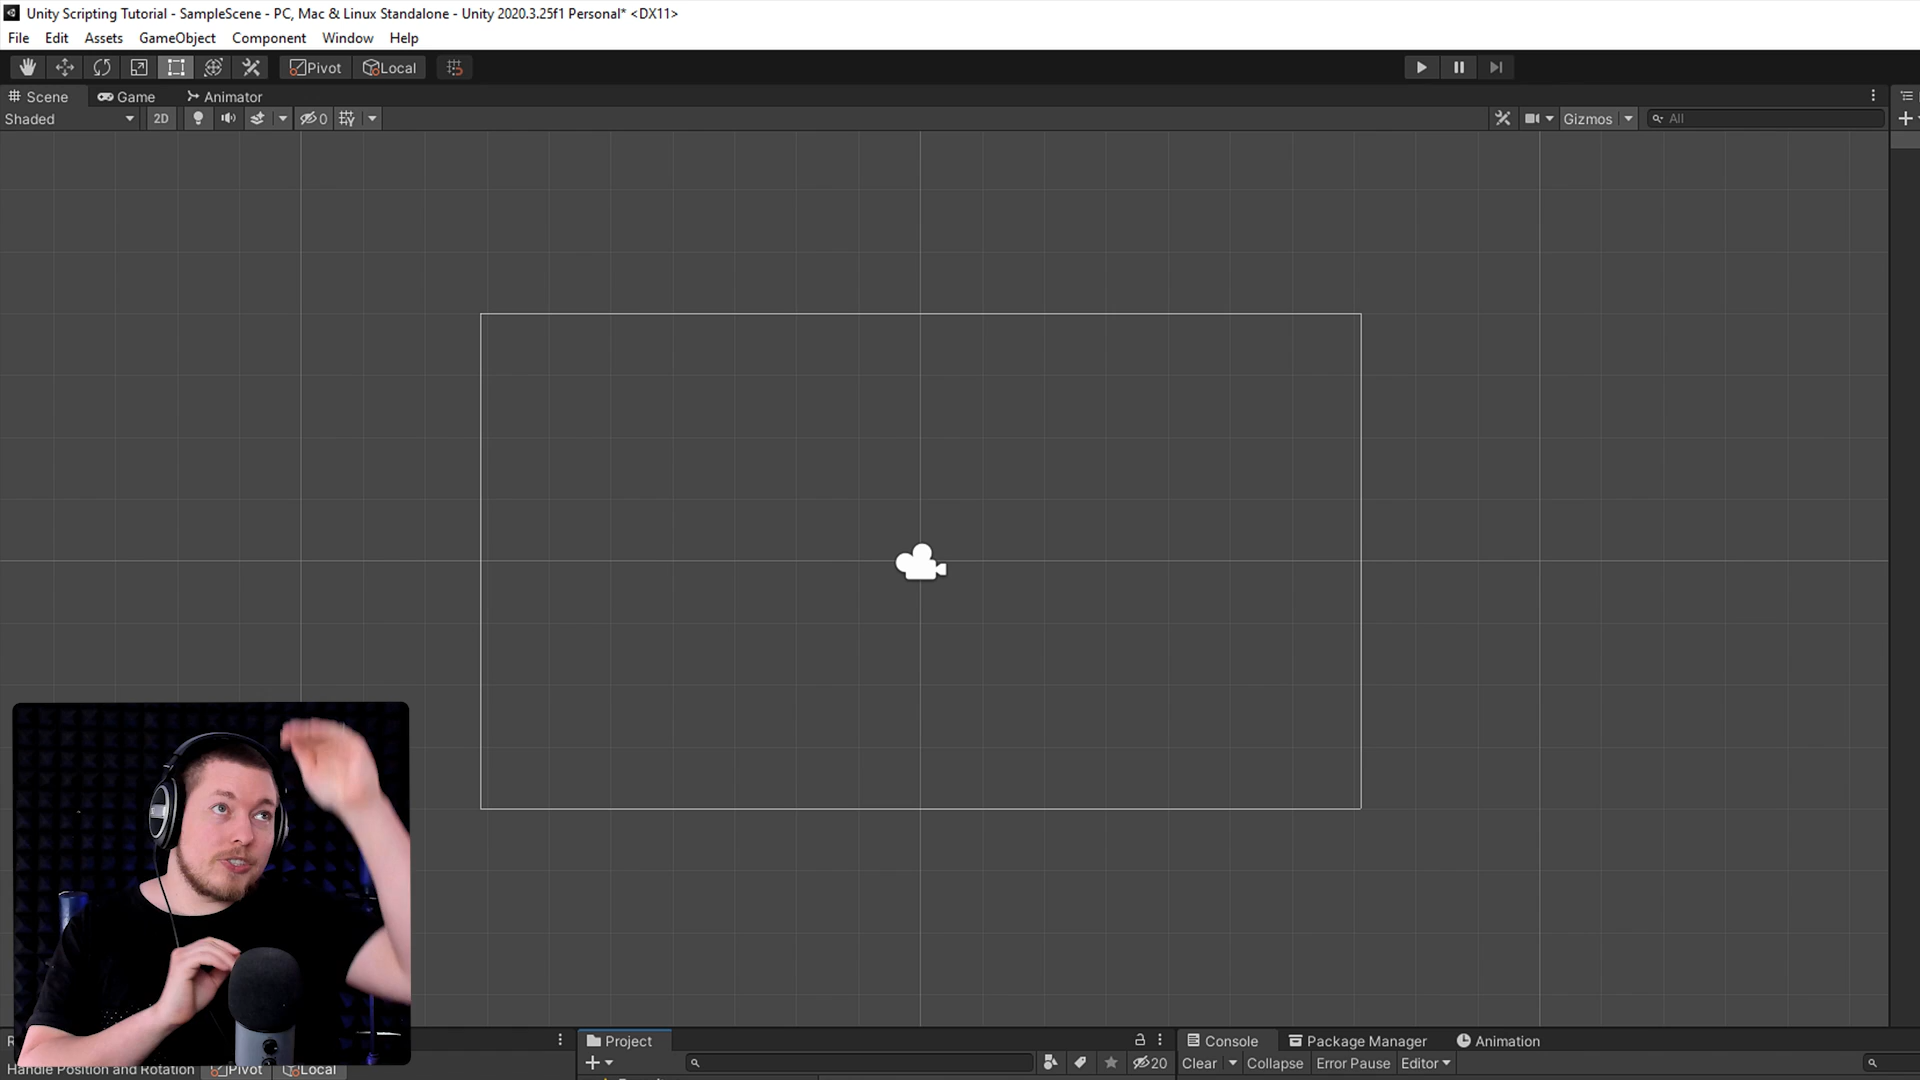 Unity Scripting Tutorial - SampleScene - PC, Mac & Linux Standalone - Unity 2020.3.25f1 Personal* <DX11>
File Edit Assets GameObject Component Window Help
Pivot Local
Scene Game Animator
Shaded 2D 0 Gizmos All
Project Console Package Manager Animation
20 Clear Collapse Error Pause Editor
Handle Position and Rotation Pivot Local